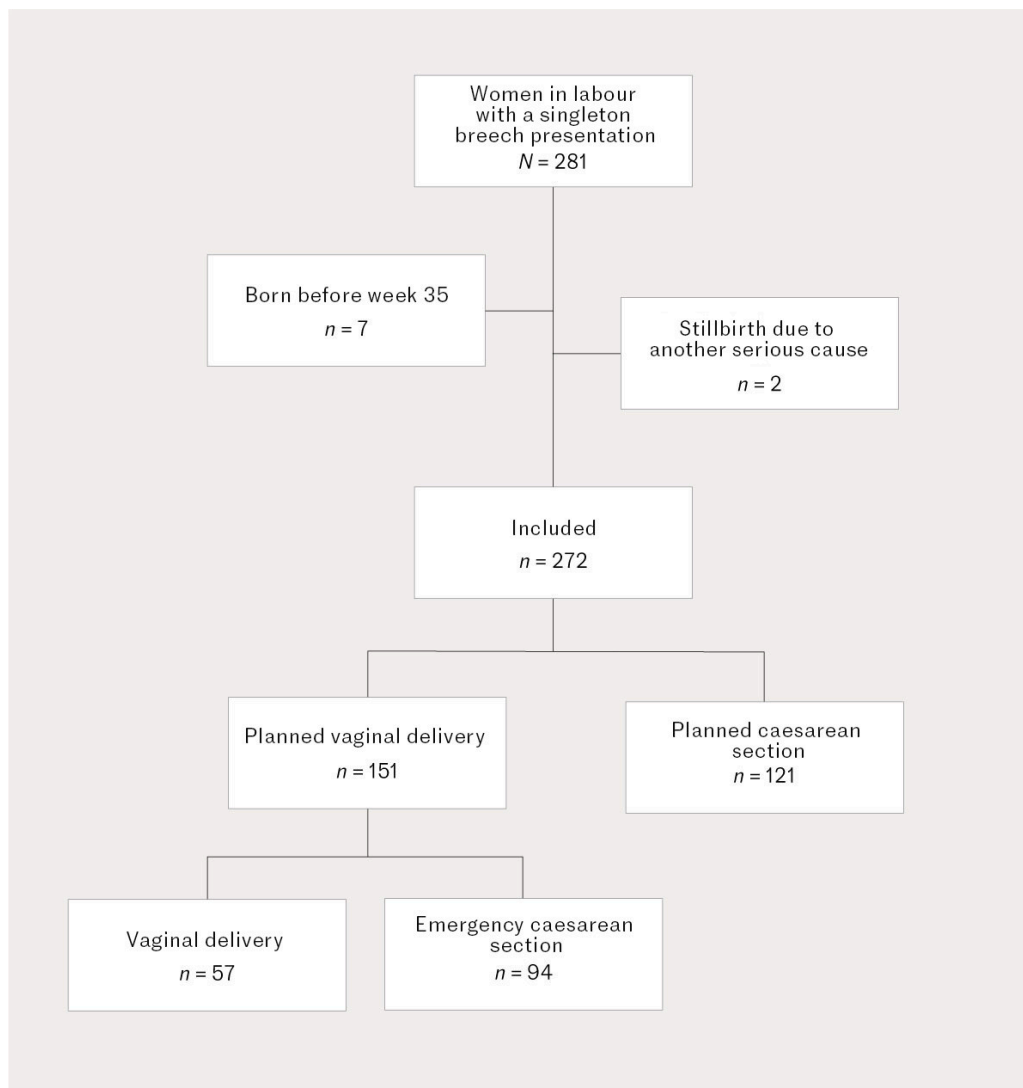 Women in labour
with a singleton
breech presentation
N = 281
Born before week 35
n = 7
Stillbirth due to
another serious cause
n = 2
Included
n = 272
Planned vaginal delivery
n = 151
Planned caesarean
section
n = 121
Vaginal delivery
n = 57
Emergency caesarean
section
n = 94